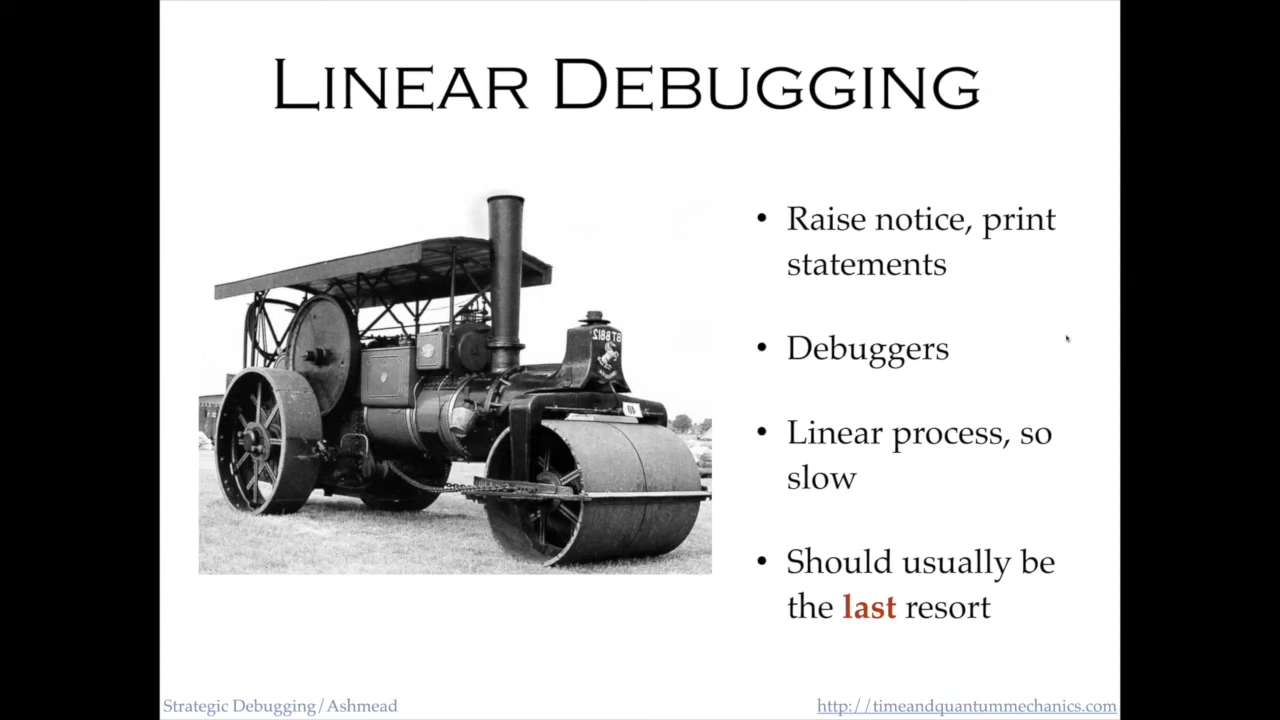 LINEAR DEBUGGING
• Raise notice, print
statements
• Debuggers
• Linear process, so
slow
• Should usually be
the last resort
Strategic Debugging/Ashmead
http://timeandquantummechanics.com